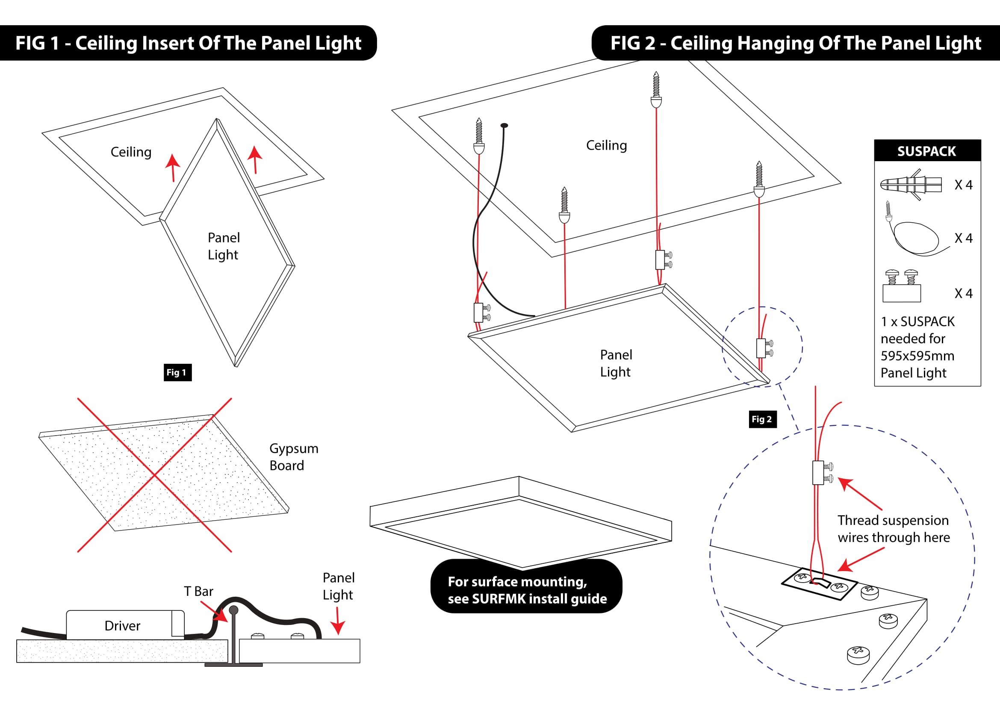 FIG 1 - Ceiling Insert Of The Panel Light
Ceiling
Panel
Light
Fig 1
Gypsum
Board
T Bar
Panel
Light
Driver
FIG 2 - Ceiling Hanging Of The Panel Light
Ceiling
Panel
Light
Fig 2
SUSPACK
X 4
X 4
X 4
1 x SUSPACK
needed for
595x595mm
Panel Light
Thread suspension
wires through here
For surface mounting,
see SURFMK install guide